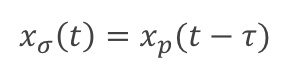 x_σ(t) = x_p(t − τ)